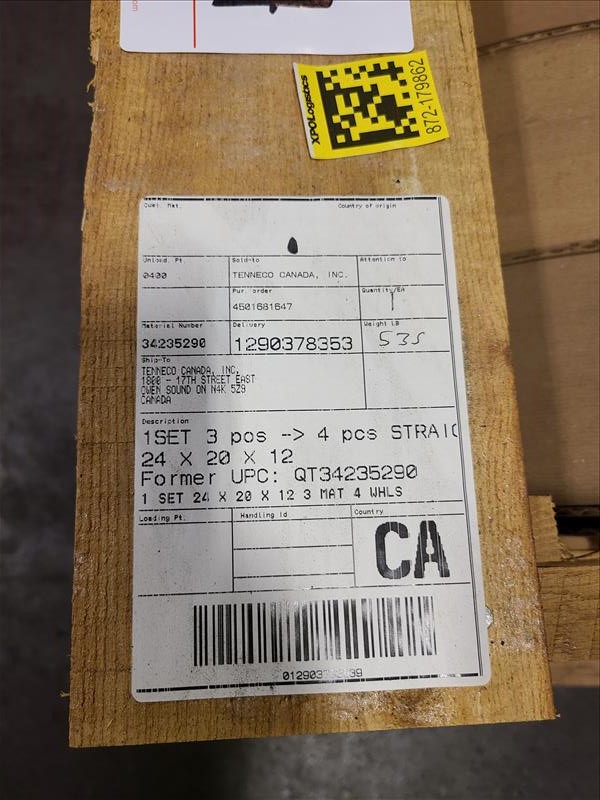 .com
XPOLogistics
872-179862
Cust. Mat.
Country of origin
Unload. Pt.
0400
Sold-to
TENNECO CANADA, INC.
Attention to
Pur. order
4501681647
Quantity/EA
1
Material Number
34235290
Delivery
1290378353
Weight LB
535
Ship-To
TENNECO CANADA, INC.
1800 - 17TH STREET EAST
OWEN SOUND ON N4K 5Z9
CANADA
Description
1SET 3 pos -> 4 pcs STRAIG
24 X 20 X 12
Former UPC: QT34235290
1 SET 24 X 20 X 12 3 MAT 4 WHLS
Loading Pt.
Handling Id
Country
CA